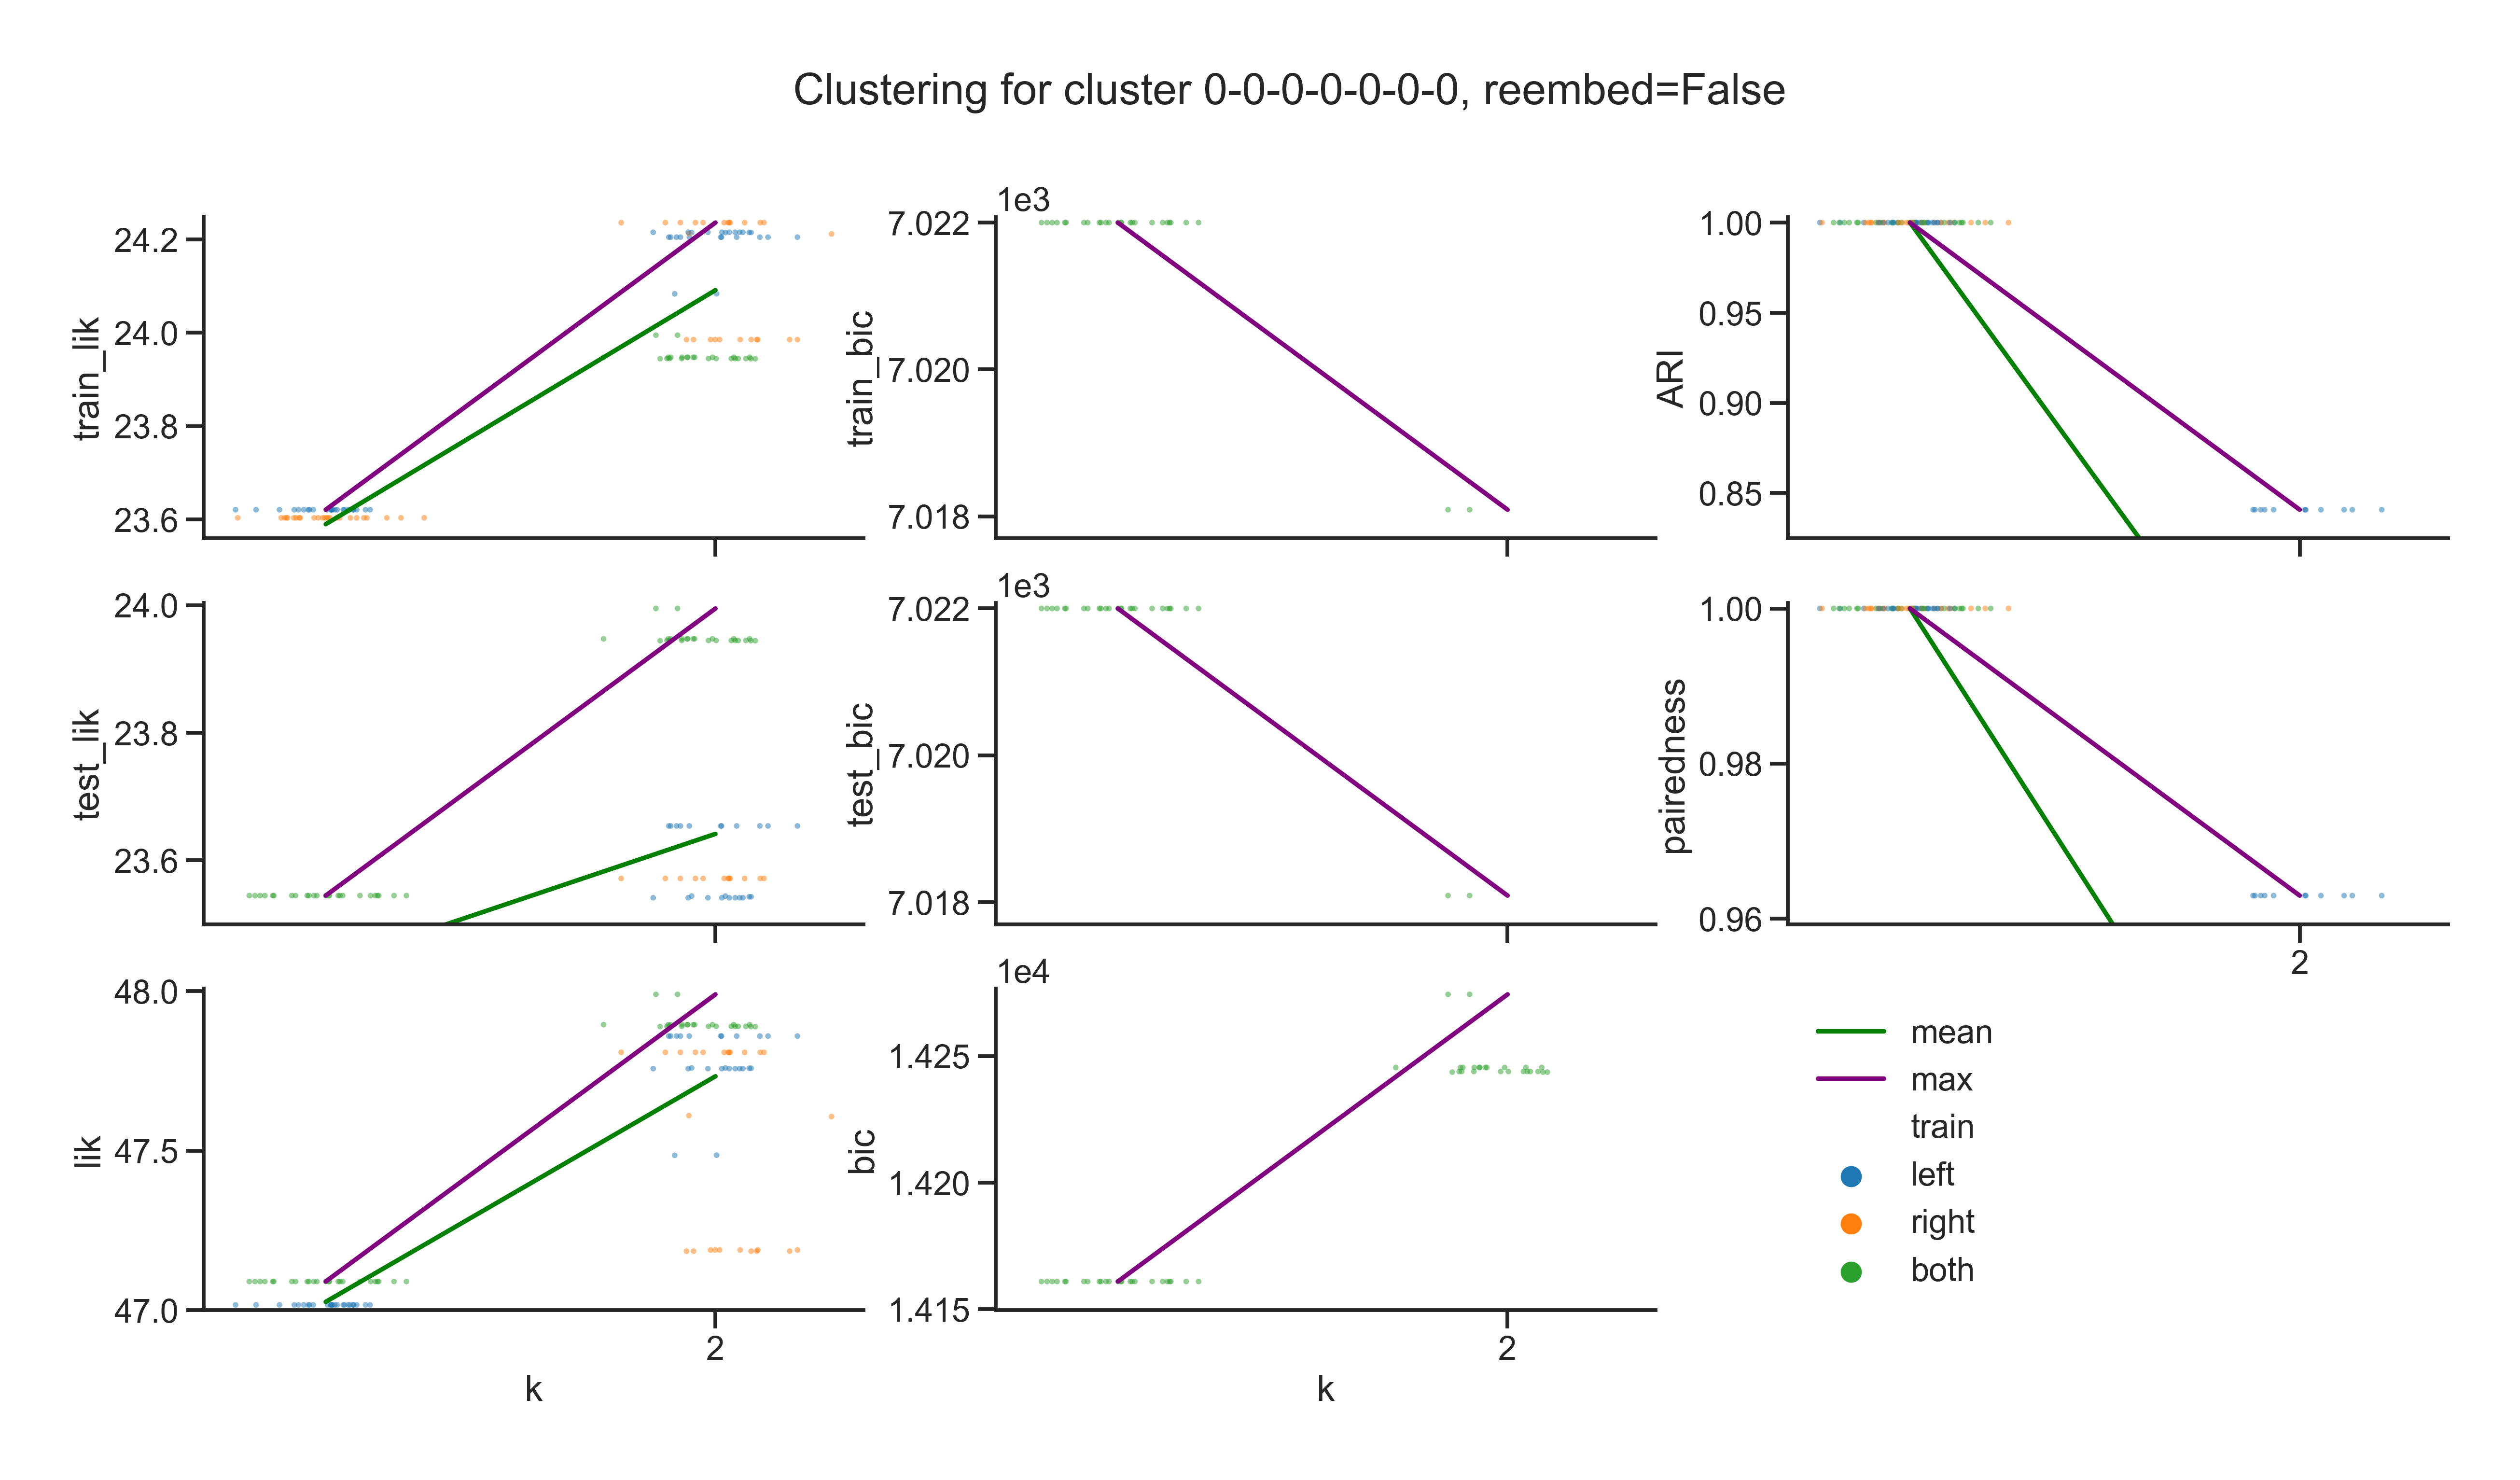 Clustering for cluster 0-0-0-0-0-0-0, reembed=False
train_lik
24.2
24.0
23.8
23.6
1e3
train_bic
7.022
7.020
7.018
ARI
1.00
0.95
0.90
0.85
test_lik
24.0
23.8
23.6
1e3
test_bic
7.022
7.020
7.018
pairedness
1.00
0.98
0.96
2
lik
48.0
47.5
47.0
2
k
1e4
bic
1.425
1.420
1.415
2
k
mean
max
train
left
right
both